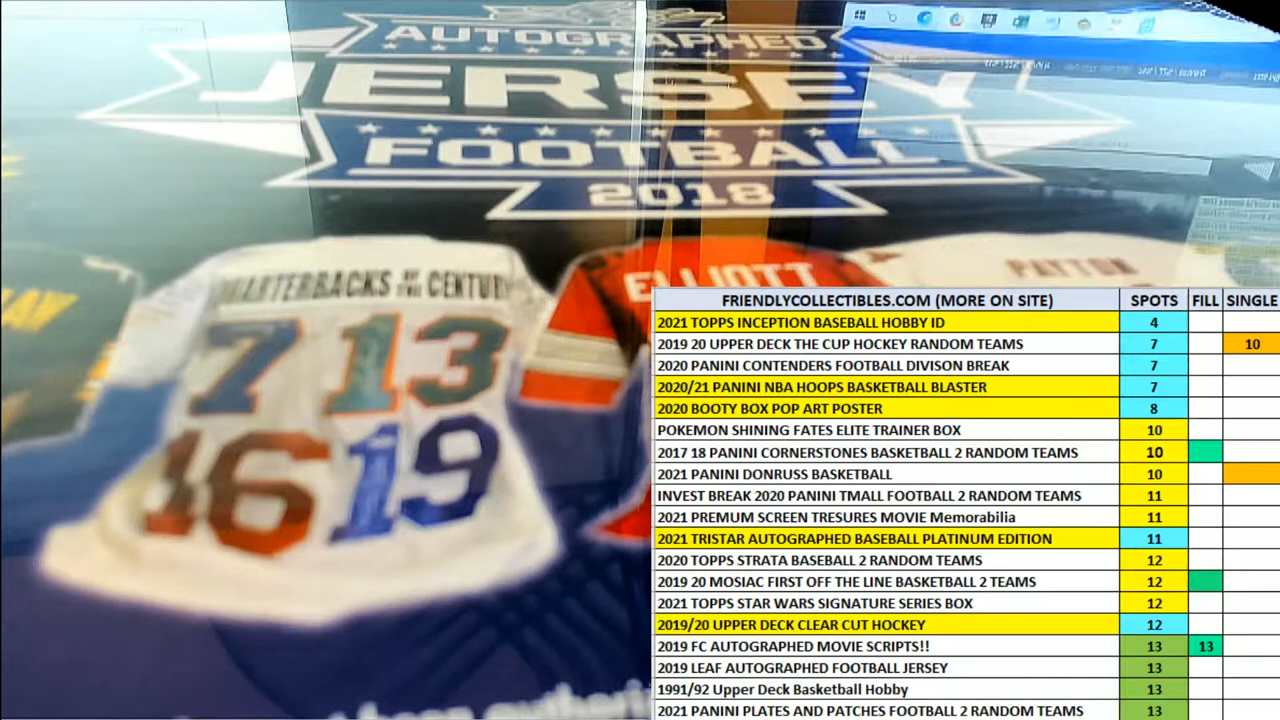 AUTOGRAPHED
JERSEY
FOOTBALL
2018
QUARTERBACKS OF THE CENTURY
7 13
16 19
ELLIOTT
PAYTON
FRIENDLYCOLLECTIBLES.COM (MORE ON SITE) SPOTS FILL SINGLE
2021 TOPPS INCEPTION BASEBALL HOBBY ID 4
2019 20 UPPER DECK THE CUP HOCKEY RANDOM TEAMS 7 10
2020 PANINI CONTENDERS FOOTBALL DIVISON BREAK 7
2020/21 PANINI NBA HOOPS BASKETBALL BLASTER 7
2020 BOOTY BOX POP ART POSTER 8
POKEMON SHINING FATES ELITE TRAINER BOX 10
2017 18 PANINI CORNERSTONES BASKETBALL 2 RANDOM TEAMS 10
2021 PANINI DONRUSS BASKETBALL 10
INVEST BREAK 2020 PANINI TMALL FOOTBALL 2 RANDOM TEAMS 11
2021 PREMUM SCREEN TRESURES MOVIE Memorabilia 11
2021 TRISTAR AUTOGRAPHED BASEBALL PLATINUM EDITION 11
2020 TOPPS STRATA BASEBALL 2 RANDOM TEAMS 12
2019 20 MOSIAC FIRST OFF THE LINE BASKETBALL 2 TEAMS 12
2021 TOPPS STAR WARS SIGNATURE SERIES BOX 12
2019/20 UPPER DECK CLEAR CUT HOCKEY 12
2019 FC AUTOGRAPHED MOVIE SCRIPTS!! 13 13
2019 LEAF AUTOGRAPHED FOOTBALL JERSEY 13
1991/92 Upper Deck Basketball Hobby 13
2021 PANINI PLATES AND PATCHES FOOTBALL 2 RANDOM TEAMS 13